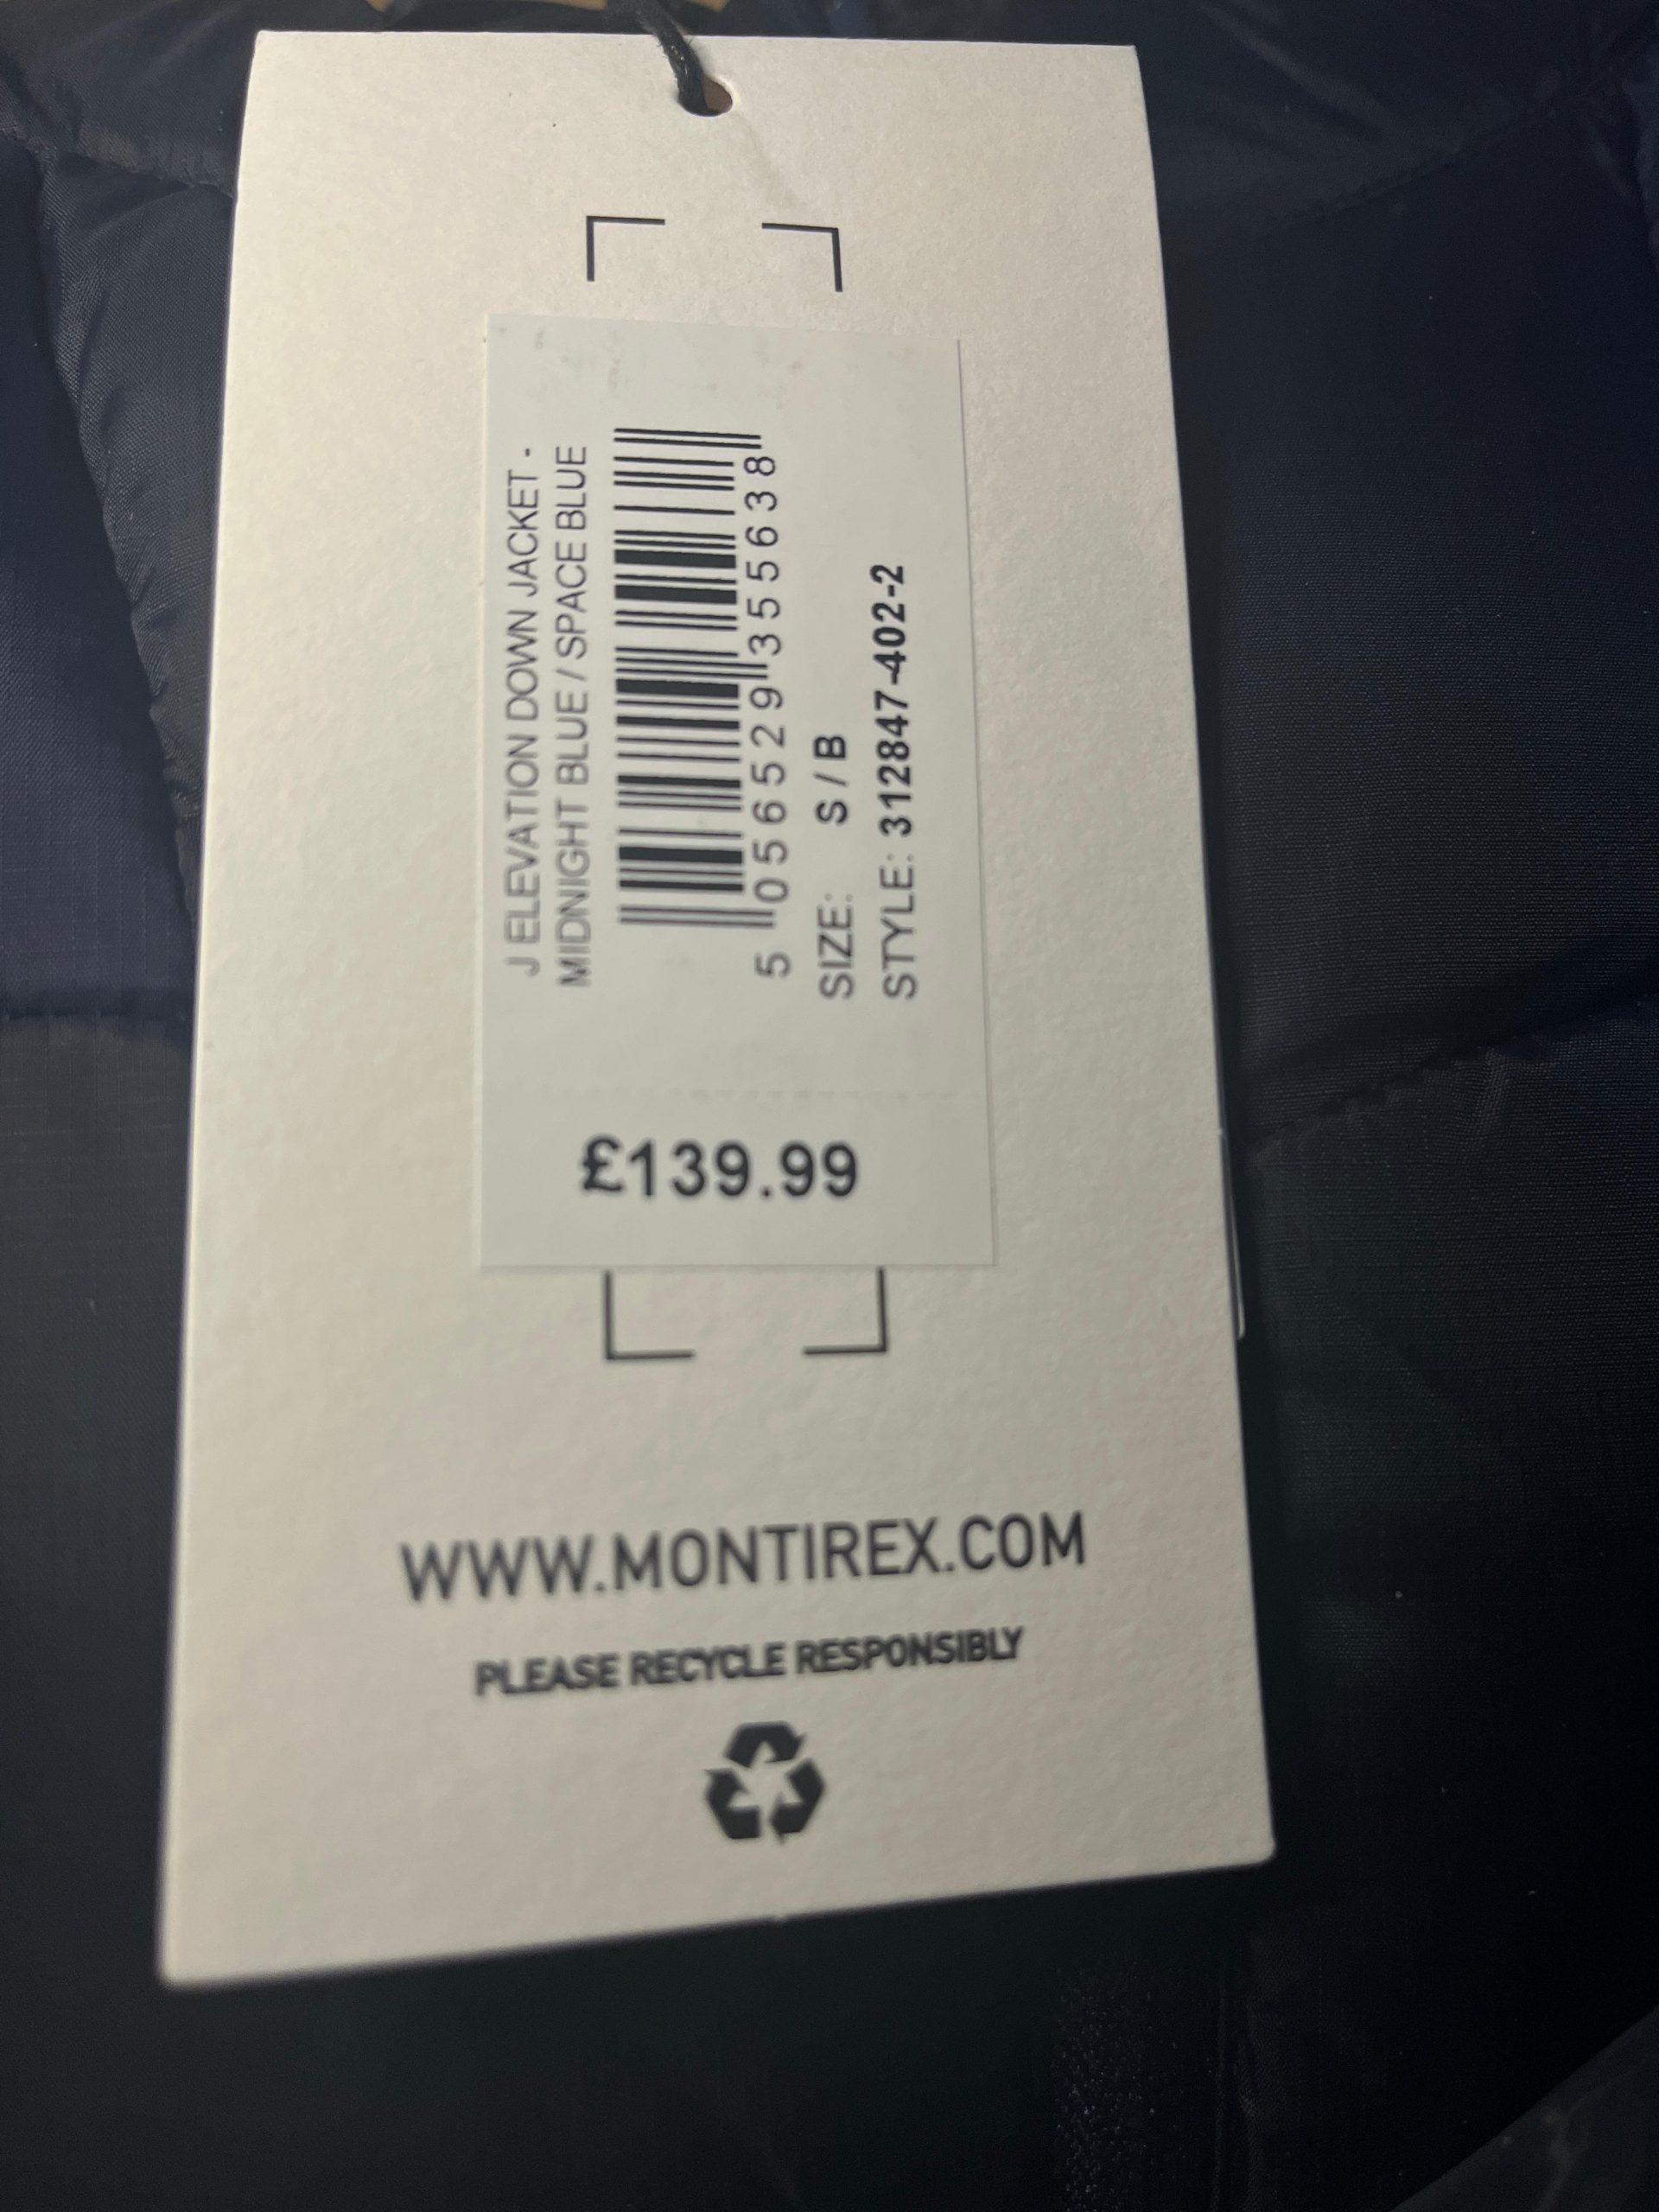 J ELEVATION DOWN JACKET -
MIDNIGHT BLUE / SPACE BLUE
5 056529 355638
SIZE: S / B
STYLE: 312847-402-2
£139.99
WWW.MONTIREX.COM
PLEASE RECYCLE RESPONSIBLY